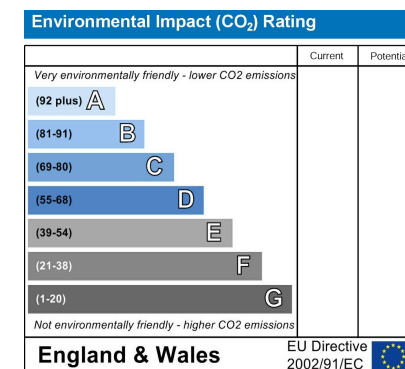 Environmental Impact (CO₂) Rating
Current Potentia
Very environmentally friendly - lower CO2 emissions
(92 plus) A
(81-91) B
(69-80) C
(55-68) D
(39-54) E
(21-38) F
(1-20) G
Not environmentally friendly - higher CO2 emissions
England & Wales
EU Directive
2002/91/EC